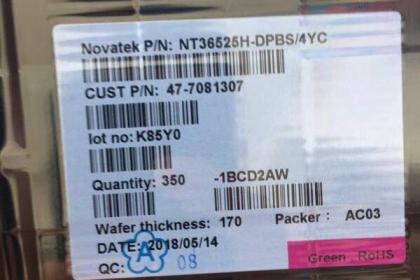 Novatek P/N: NT36525H-DPBS/4YC
CUST P/N: 47-7081307
lot no: K85Y0
Quantity: 350 -1BCD2AW
Wafer thickness: 170 Packer : AC03
DATE: 2018/05/14
A
QC: 08 Green , RoHS